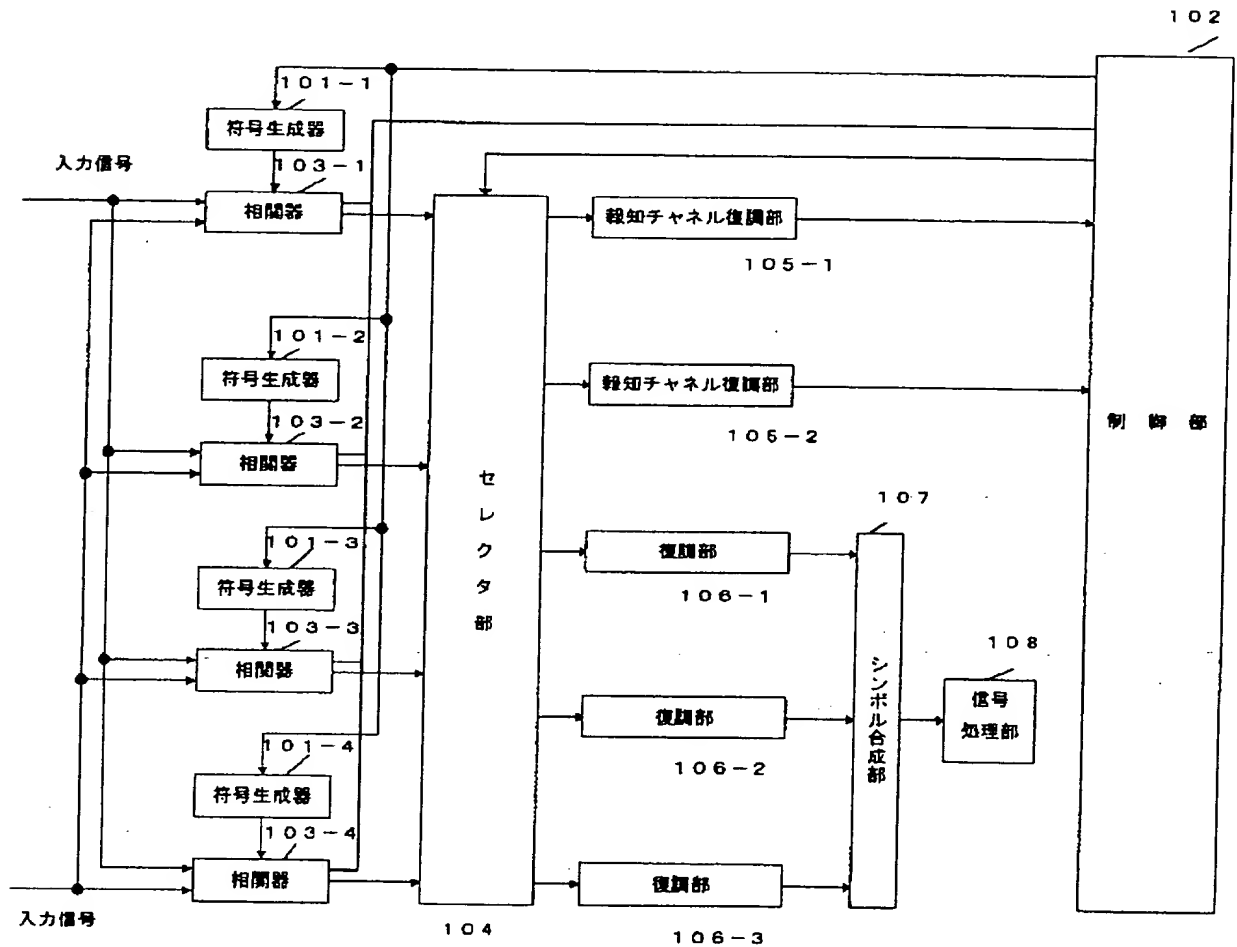 102
101-1
符号生成器
入力信号
103-1
相関器
報知チャネル復調部
105-1
101-2
符号生成器
103-2
相関器
報知チャネル復調部
105-2
制御部
セレクタ部
107
101-3
符号生成器
復調部
106-1
103-3
相関器
108
信号
処理部
シンボル合成部
復調部
106-2
101-4
符号生成器
103-4
相関器
復調部
入力信号
104
106-3